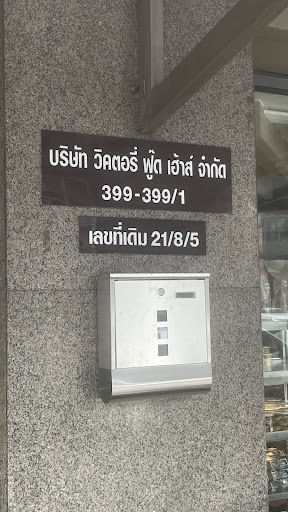 บริษัท วิคตอรี่ ฟู๊ด เฮ้าส์ จำกัด
399-399/1
เลขที่เดิม 21/8/5